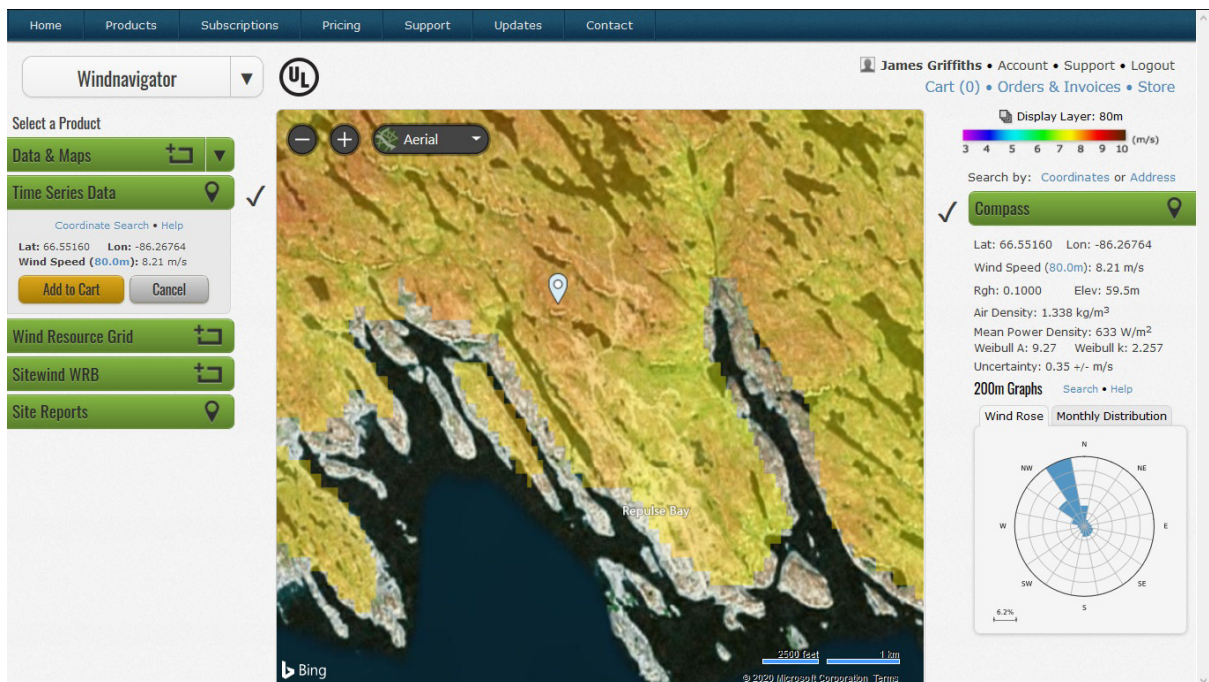 Home Products Subscriptions Pricing Support Updates Contact
Windnavigator
UL
James Griffiths • Account • Support • Logout
Cart (0) • Orders & Invoices • Store
Select a Product
Data & Maps
Time Series Data
Coordinate Search • Help
Lat: 66.55160 Lon: -86.26764
Wind Speed (80.0m): 8.21 m/s
Add to Cart Cancel
Wind Resource Grid
Sitewind WRB
Site Reports
Aerial
Repulse Bay
Bing
2500 feet 1 km
© 2020 Microsoft Corporation Terms
Display Layer: 80m
3 4 5 6 7 8 9 10 (m/s)
Search by: Coordinates or Address
Compass
Lat: 66.55160 Lon: -86.26764
Wind Speed (80.0m): 8.21 m/s
Rgh: 0.1000 Elev: 59.5m
Air Density: 1.338 kg/m³
Mean Power Density: 633 W/m²
Weibull A: 9.27 Weibull k: 2.257
Uncertainty: 0.35 +/- m/s
200m Graphs Search • Help
Wind Rose Monthly Distribution
N
NW NE
W E
SW SE
S
6.2%